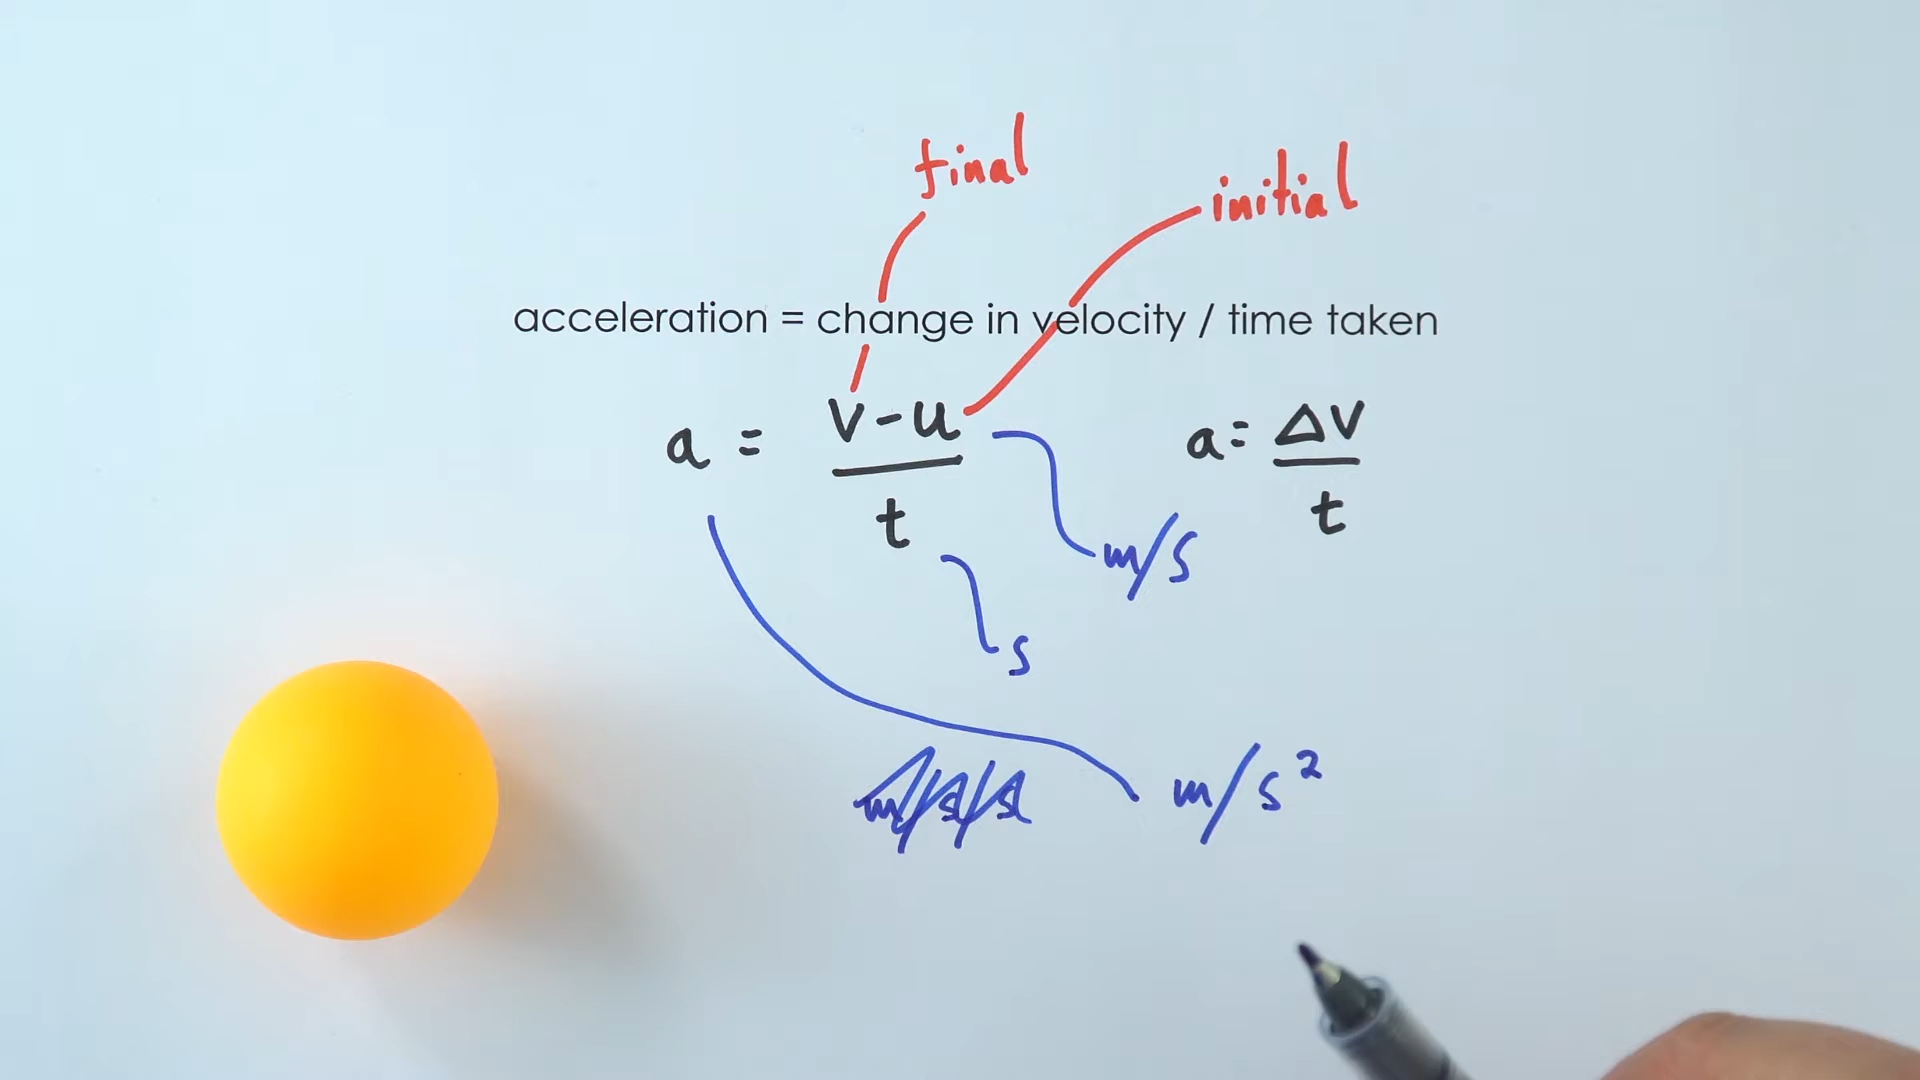 final
initial
acceleration = change in velocity / time taken
a = v-u / t
a = Δv / t
m/s
s
m/s/s
m/s²